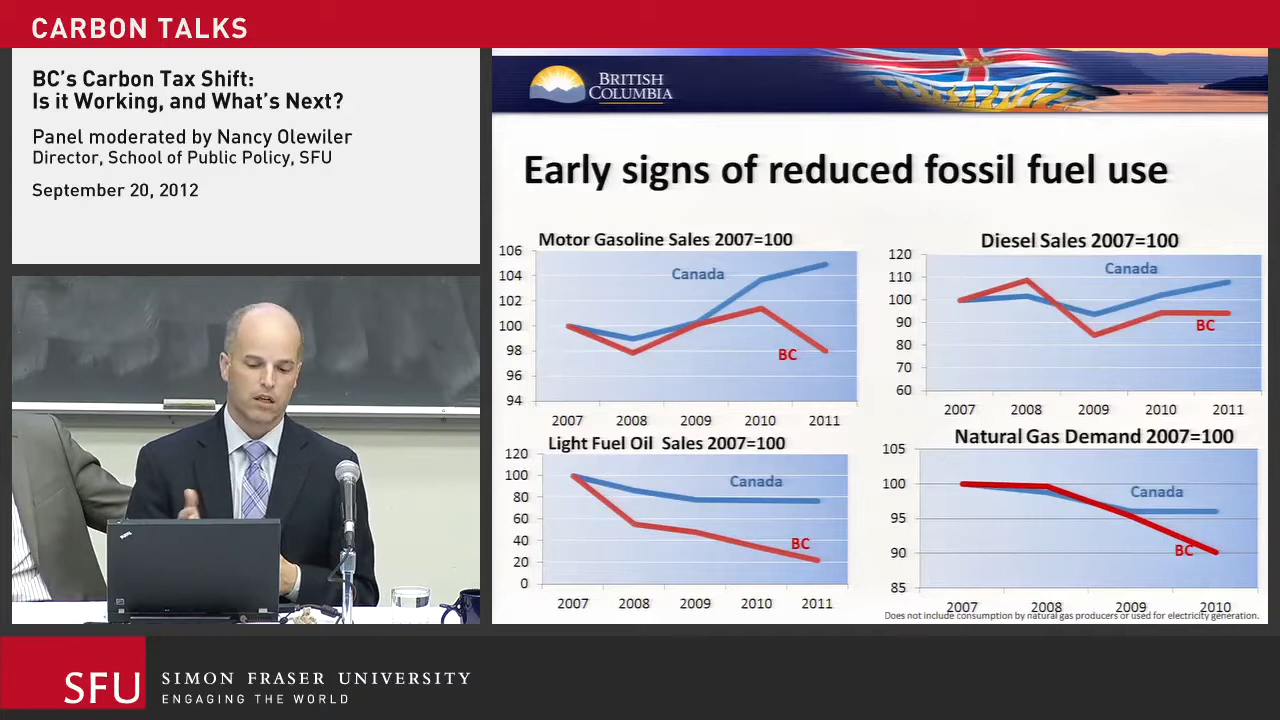 CARBON TALKS
BC's Carbon Tax Shift:
Is it Working, and What's Next?
Panel moderated by Nancy Olewiler
Director, School of Public Policy, SFU
September 20, 2012
BRITISH
COLUMBIA
Early signs of reduced fossil fuel use
Motor Gasoline Sales 2007=100
106
104
102
100
98
96
94
Canada
BC
2007 2008 2009 2010 2011
Diesel Sales 2007=100
120
110
100
90
80
70
60
Canada
BC
2007 2008 2009 2010 2011
Light Fuel Oil Sales 2007=100
120
100
80
60
40
20
0
Canada
BC
2007 2008 2009 2010 2011
Natural Gas Demand 2007=100
105
100
95
90
85
Canada
BC
2007 2008 2009 2010
Does not include consumption by natural gas producers or used for electricity generation.
SFU
SIMON FRASER UNIVERSITY
ENGAGING THE WORLD